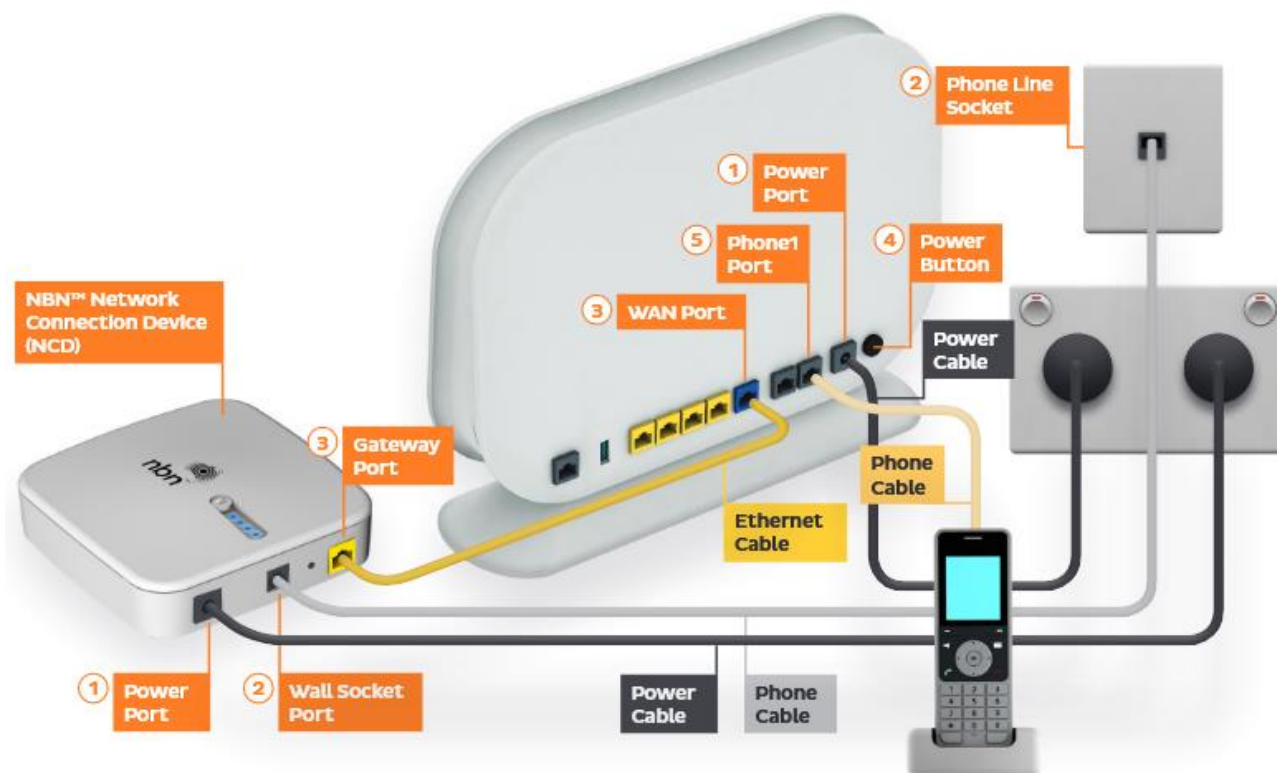 2
Phone Line
Socket
1
Power
Port
5
Phone1
Port
4
Power
Button
NBN™ Network
Connection Device
(NCD)
3
WAN Port
Power
Cable
3
Gateway
Port
nbn
Phone
Cable
Ethernet
Cable
1
Power
Port
2
Wall Socket
Port
Power
Cable
Phone
Cable